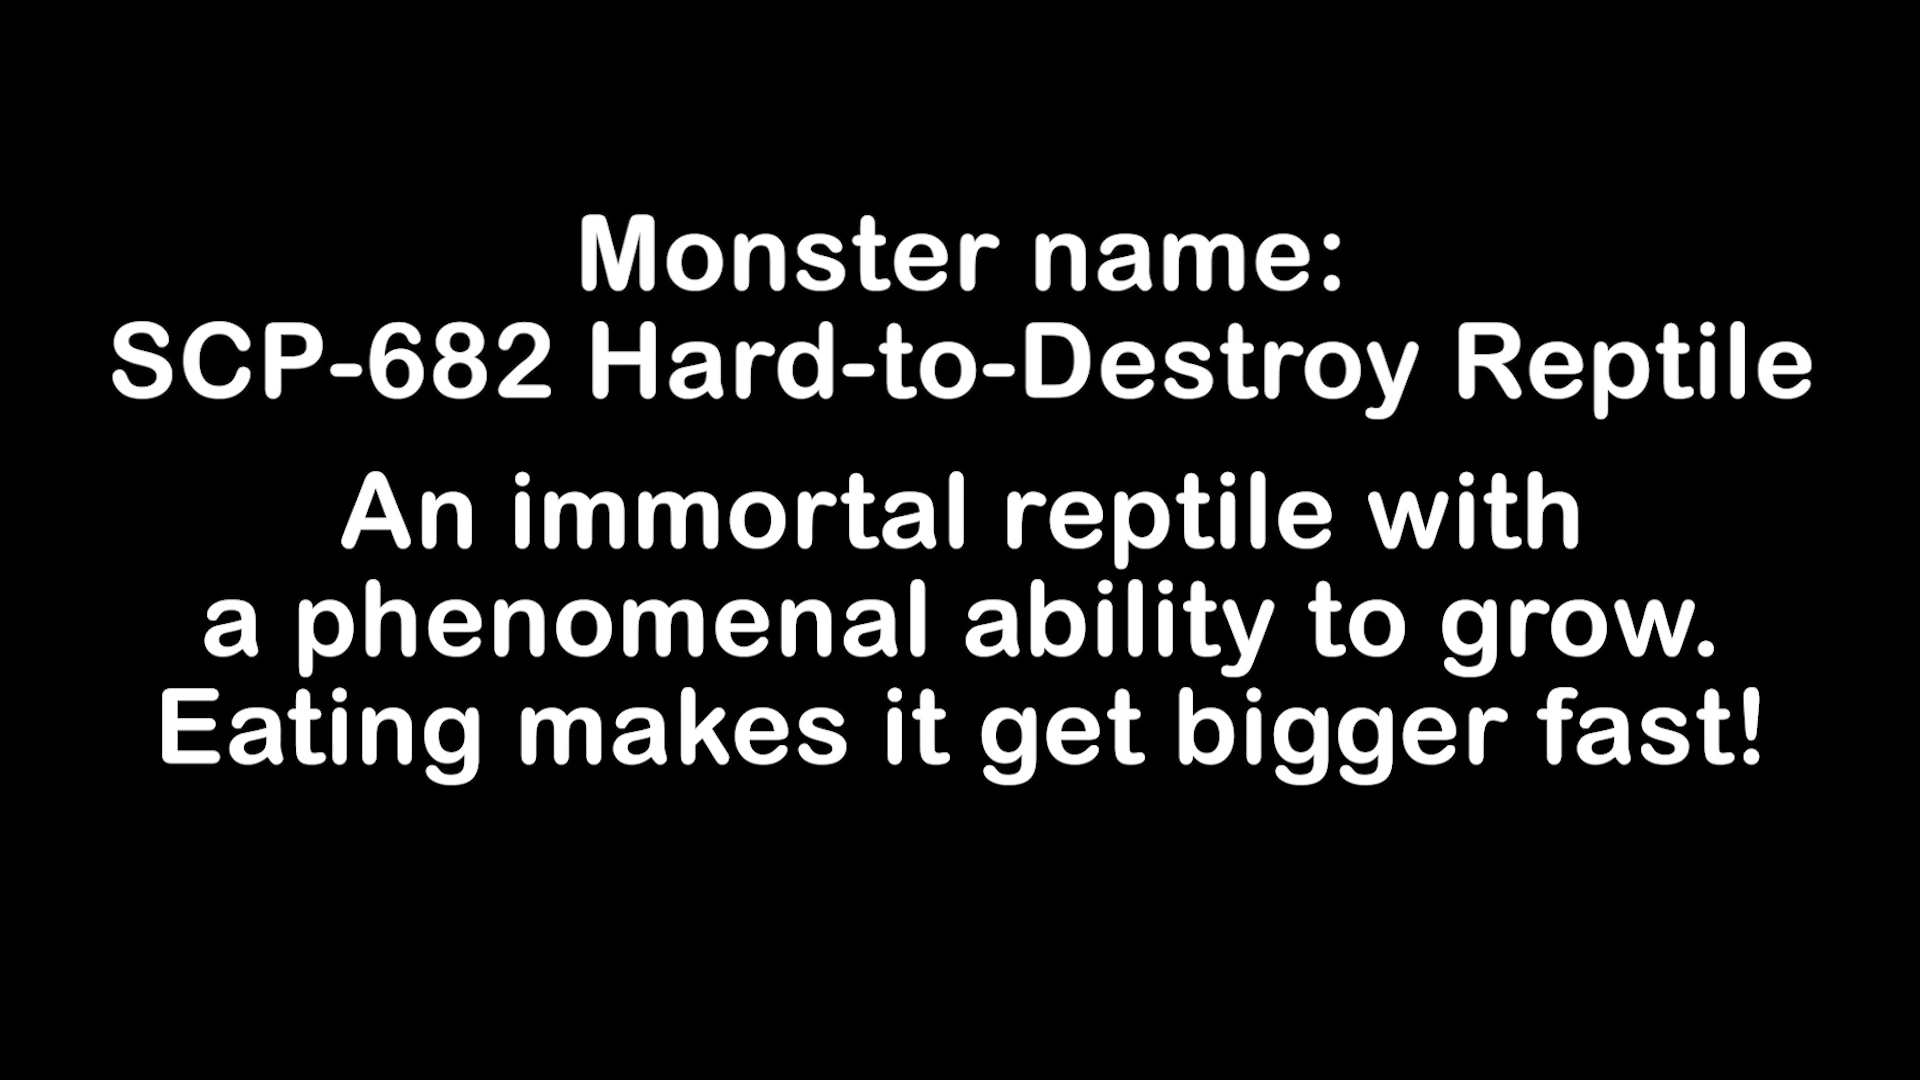 Monster name:
SCP-682 Hard-to-Destroy Reptile
An immortal reptile with
a phenomenal ability to grow.
Eating makes it get bigger fast!